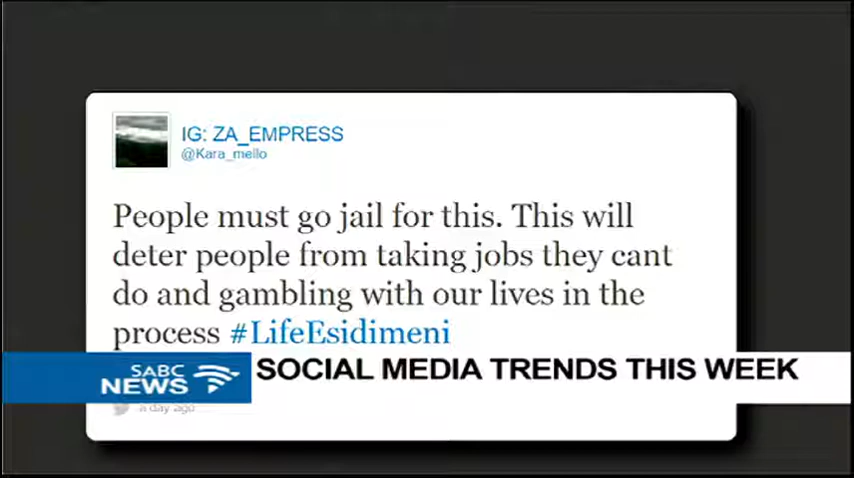 IG: ZA_EMPRESS
@Kara_mello
People must go jail for this. This will
deter people from taking jobs they cant
do and gambling with our lives in the
process #LifeEsidimeni
SABC
NEWS
SOCIAL MEDIA TRENDS THIS WEEK
a day ago